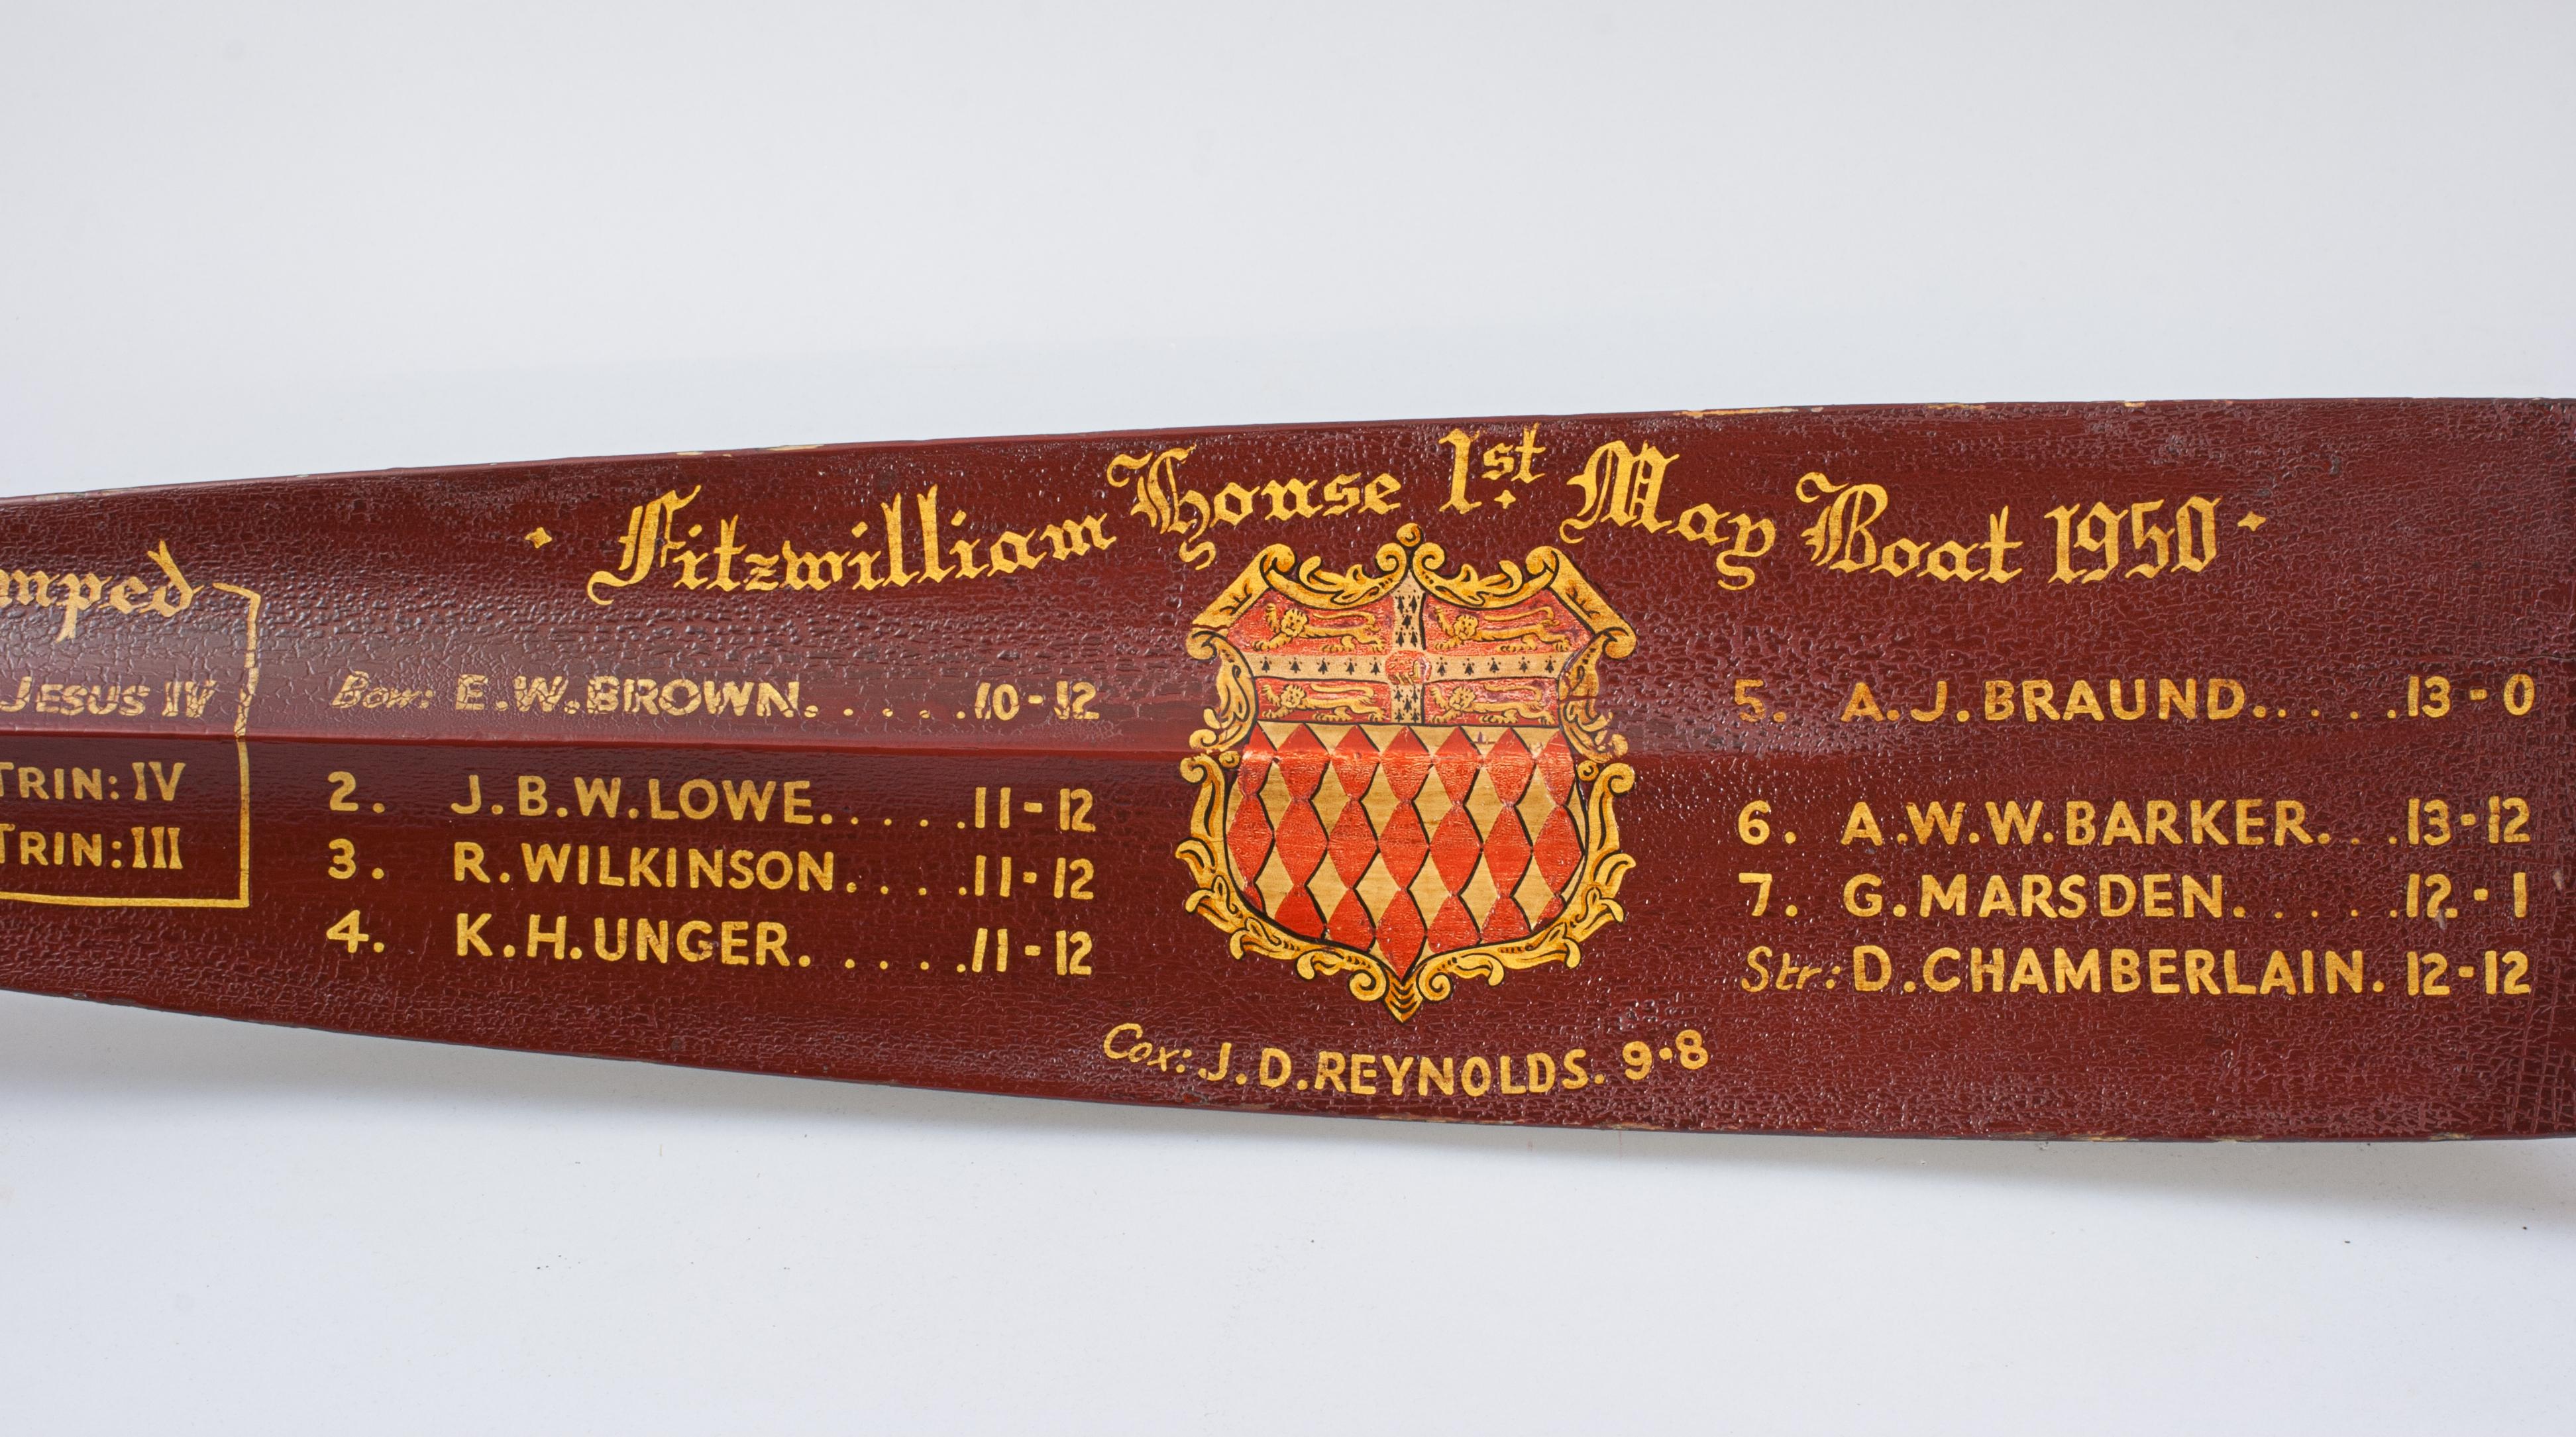 · Fitzwilliam House 1st May Boat 1950 ·
JESUS IV
TRIN: IV
TRIN: III
Bow: E.W.BROWN. . . . . .10-12
2. J.B.W.LOWE. . . . . .11-12
3. R.WILKINSON. . . . .11-12
4. K.H.UNGER. . . . . .11-12
5. A.J.BRAUND. . . . . .13-0
6. A.W.W.BARKER. . .13-12
7. G.MARSDEN. . . . . .12-1
Str: D.CHAMBERLAIN. 12-12
Cox: J.D.REYNOLDS. 9·8